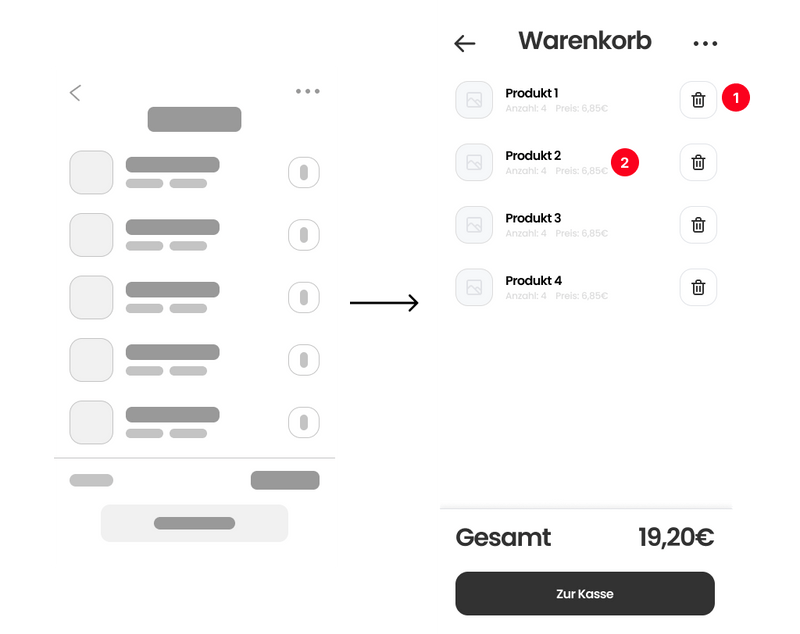 Warenkorb
Produkt 1
Anzahl: 4 Preis: 6,85€
1
Produkt 2
Anzahl: 4 Preis: 6,85€
2
Produkt 3
Anzahl: 4 Preis: 6,85€
Produkt 4
Anzahl: 4 Preis: 6,85€
Gesamt 19,20€
Zur Kasse